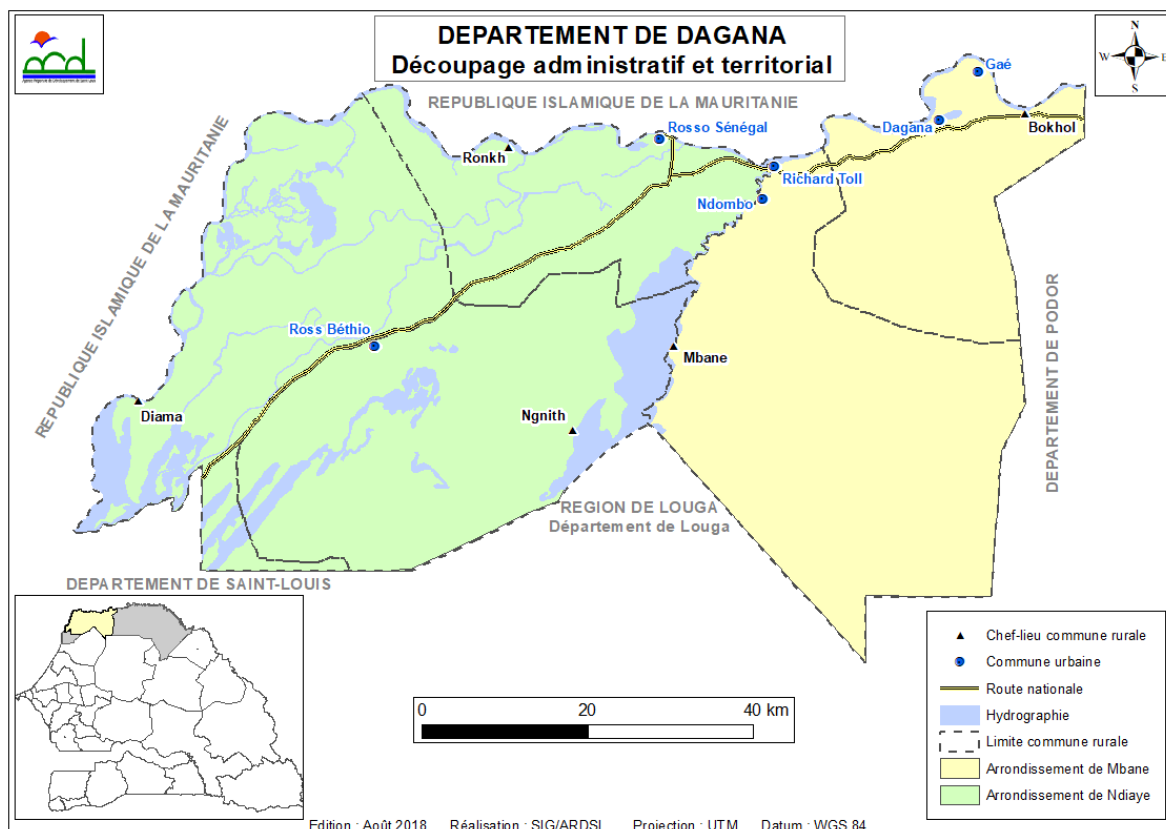 DEPARTEMENT DE DAGANA
Découpage administratif et territorial
N
W
E
S
REPUBLIQUE ISLAMIQUE DE LA MAURITANIE
REPUBLIQUE ISLAMIQUE DE LA MAURITANIE
Gaé
Dagana
Bokhol
Rosso Sénégal
Ronkh
Richard Toll
Ndombo
Ross Béthio
Mbane
Diama
Ngnith
DEPARTEMENT DE PODOR
REGION DE LOUGA
Département de Louga
DEPARTEMENT DE SAINT-LOUIS
0 20 40 km
Chef-lieu commune rurale
Commune urbaine
Route nationale
Hydrographie
Limite commune rurale
Arrondissement de Mbane
Arrondissement de Ndiaye
Edition : Août 2018 Réalisation : SIG/ARDSL Projection : UTM Datum : WGS 84